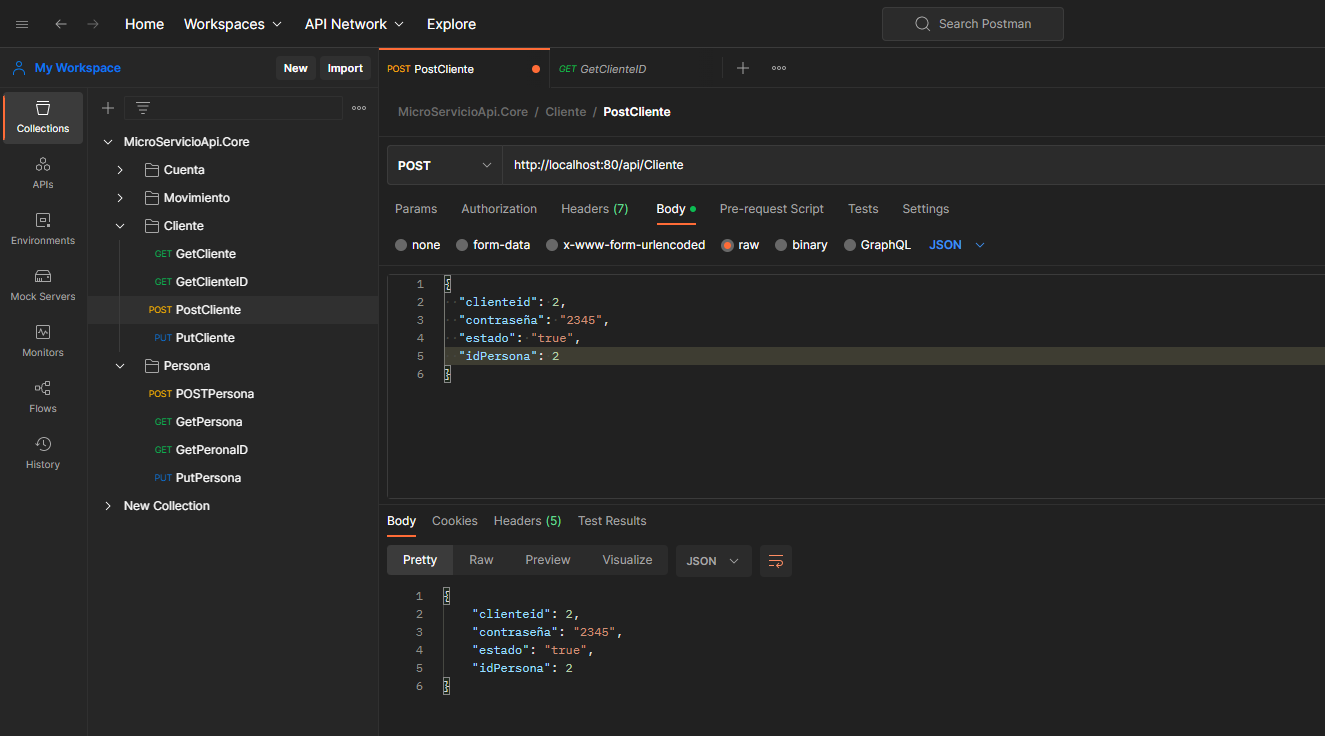 Home Workspaces API Network Explore Search Postman
My Workspace New Import
POST PostCliente GET GetClienteID
Collections
APIs
Environments
Mock Servers
Monitors
Flows
History
MicroServicioApi.Core
Cuenta
Movimiento
Cliente
GET GetCliente
GET GetClienteID
POST PostCliente
PUT PutCliente
Persona
POST POSTPersona
GET GetPersona
GET GetPeronaID
PUT PutPersona
New Collection
MicroServicioApi.Core / Cliente / PostCliente
POST http://localhost:80/api/Cliente
Params Authorization Headers (7) Body Pre-request Script Tests Settings
none form-data x-www-form-urlencoded raw binary GraphQL JSON
1 {
2 "clienteid": 2,
3 "contraseña": "2345",
4 "estado": "true",
5 "idPersona": 2
6 }
Body Cookies Headers (5) Test Results
Pretty Raw Preview Visualize JSON
1 {
2 "clienteid": 2,
3 "contraseña": "2345",
4 "estado": "true",
5 "idPersona": 2
6 }